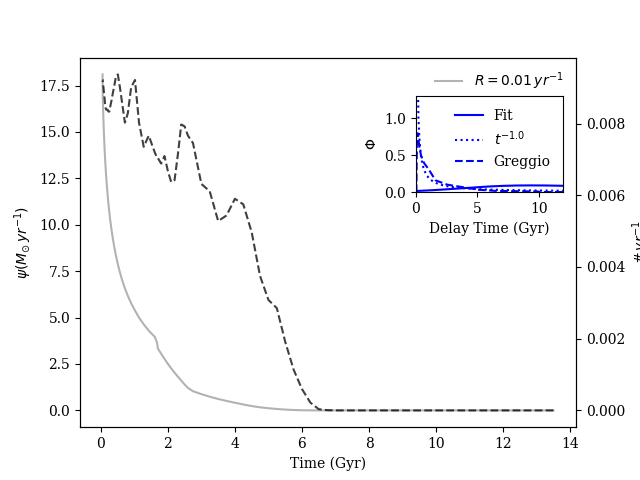 R = 0.01 yr⁻¹
17.5
15.0
12.5
10.0
7.5
5.0
2.5
0.0
ψ(M⊙ yr⁻¹)
0.008
0.006
0.004
0.002
0.000
# yr⁻¹
Φ
1.0
0.5
0.0
Fit
t⁻¹·⁰
Greggio
0 5 10
Delay Time (Gyr)
0 2 4 6 8 10 12 14
Time (Gyr)